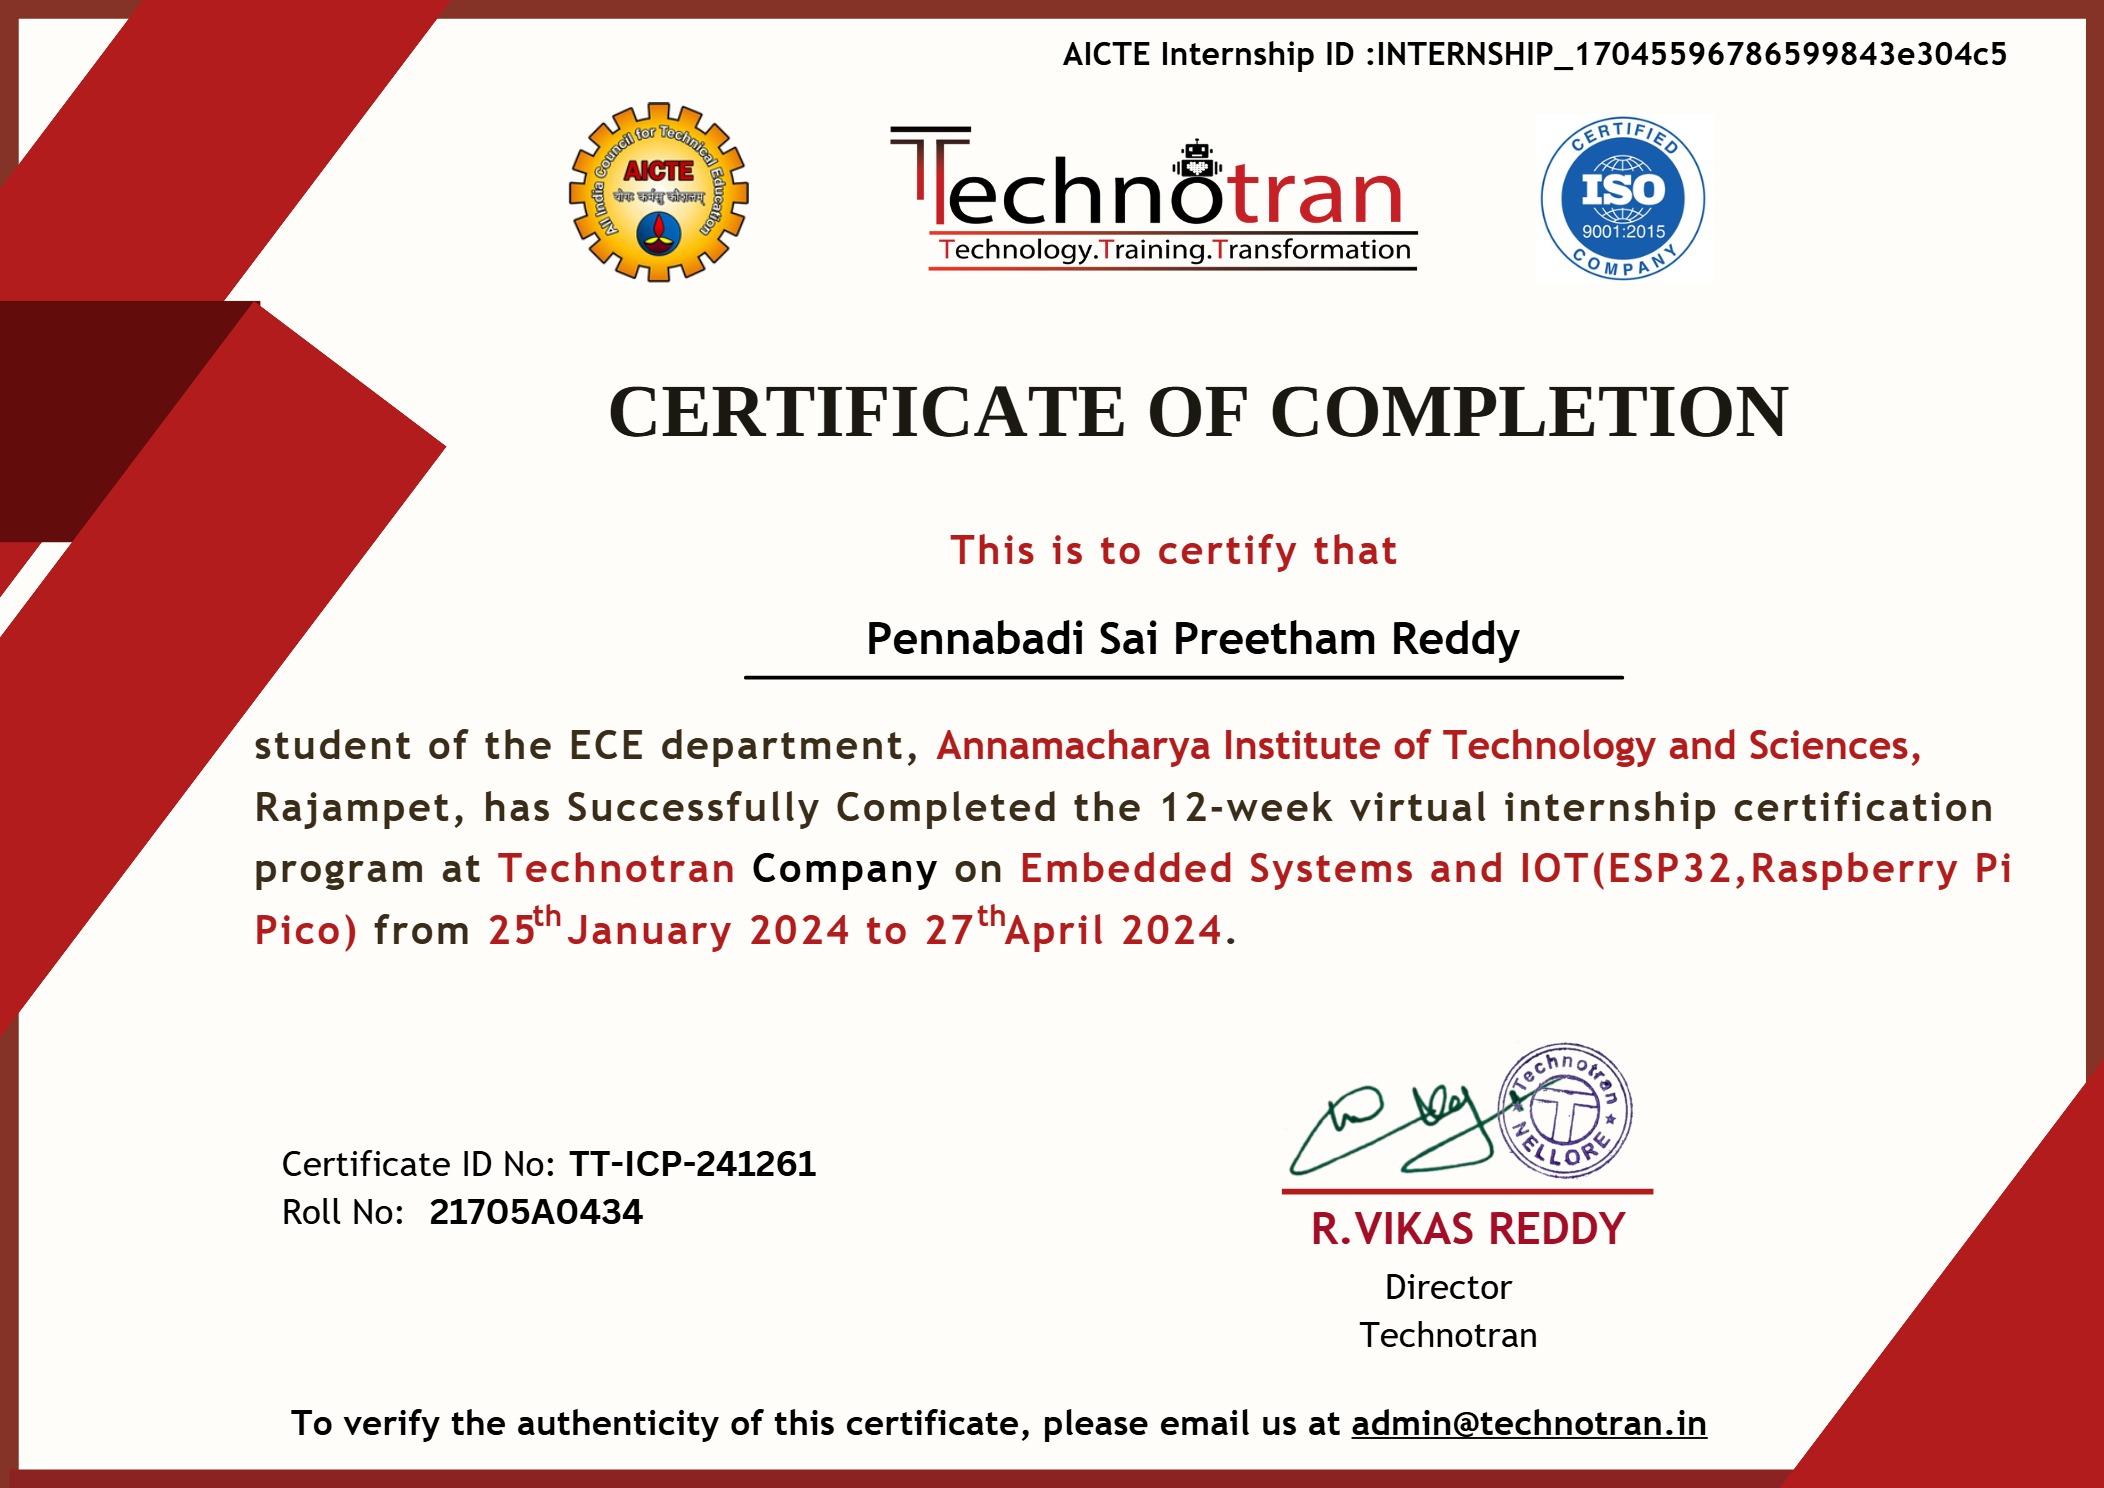 AICTE Internship ID :INTERNSHIP_17045596786599843e304c5
All India Council for Technical Education
AICTE
योगः कर्मसु कौशलम्
Technotran
Technology.Training.Transformation
CERTIFIED
ISO
9001:2015
COMPANY
CERTIFICATE OF COMPLETION
This is to certify that
Pennabadi Sai Preetham Reddy
student of the ECE department, Annamacharya Institute of Technology and Sciences,
Rajampet, has Successfully Completed the 12-week virtual internship certification
program at Technotran Company on Embedded Systems and IOT(ESP32,Raspberry Pi
Pico) from 25th January 2024 to 27thApril 2024.
Technotran
T
NELLORE
Certificate ID No: TT-ICP-241261
Roll No: 21705A0434
R.VIKAS REDDY
Director
Technotran
To verify the authenticity of this certificate, please email us at admin@technotran.in